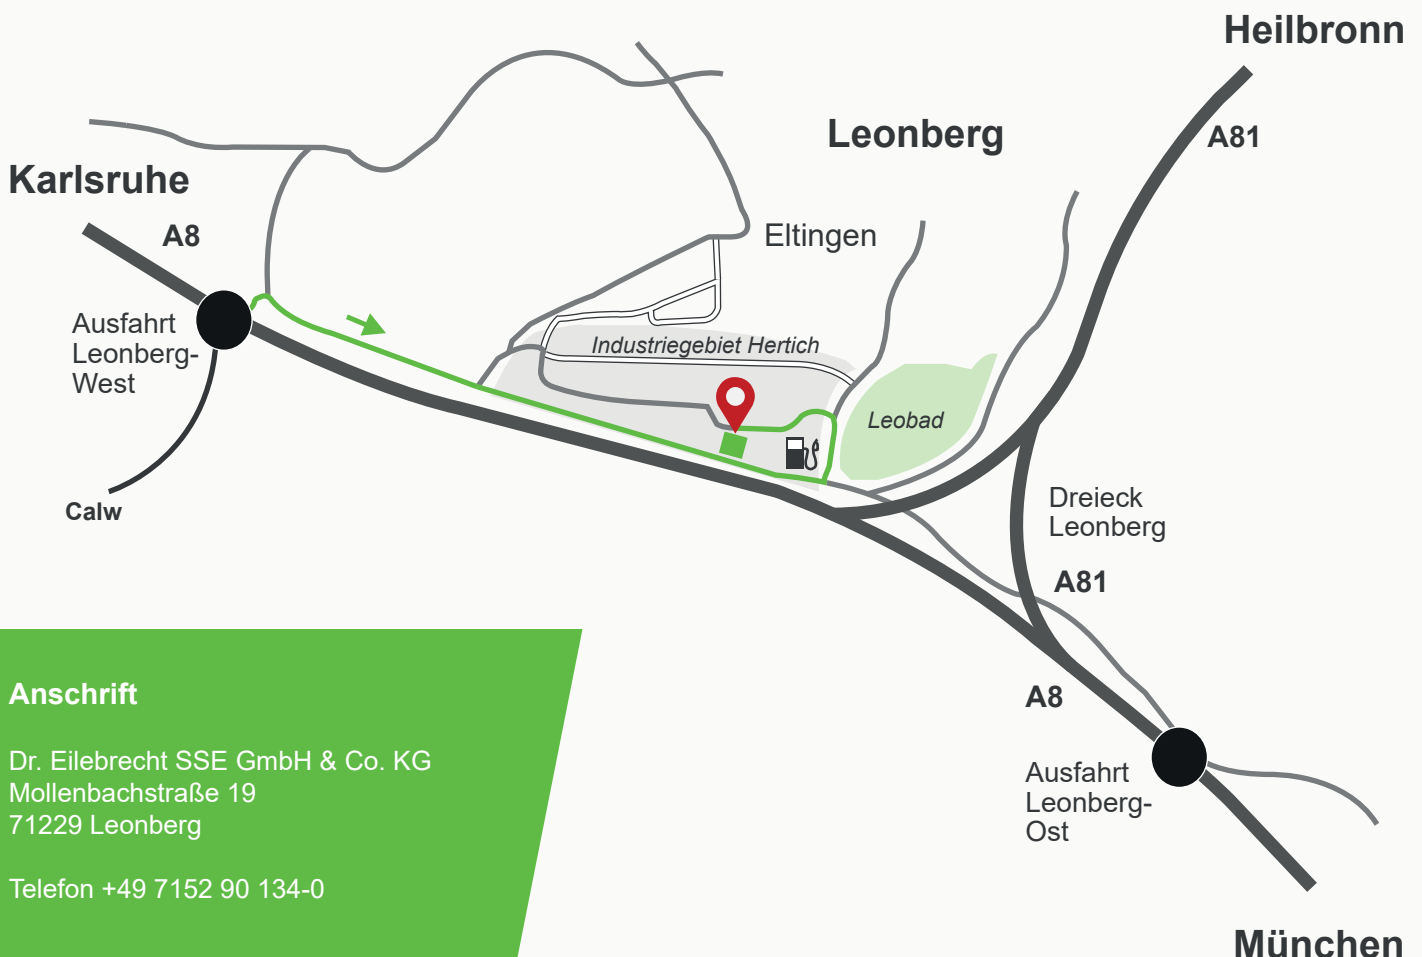 Heilbronn
A81
Leonberg
Karlsruhe
A8
Eltingen
Ausfahrt
Leonberg-
West
Industriegebiet Hertich
Leobad
Calw
Dreieck
Leonberg
A81
A8
Ausfahrt
Leonberg-
Ost
München
Anschrift
Dr. Eilebrecht SSE GmbH & Co. KG
Mollenbachstraße 19
71229 Leonberg
Telefon +49 7152 90 134-0